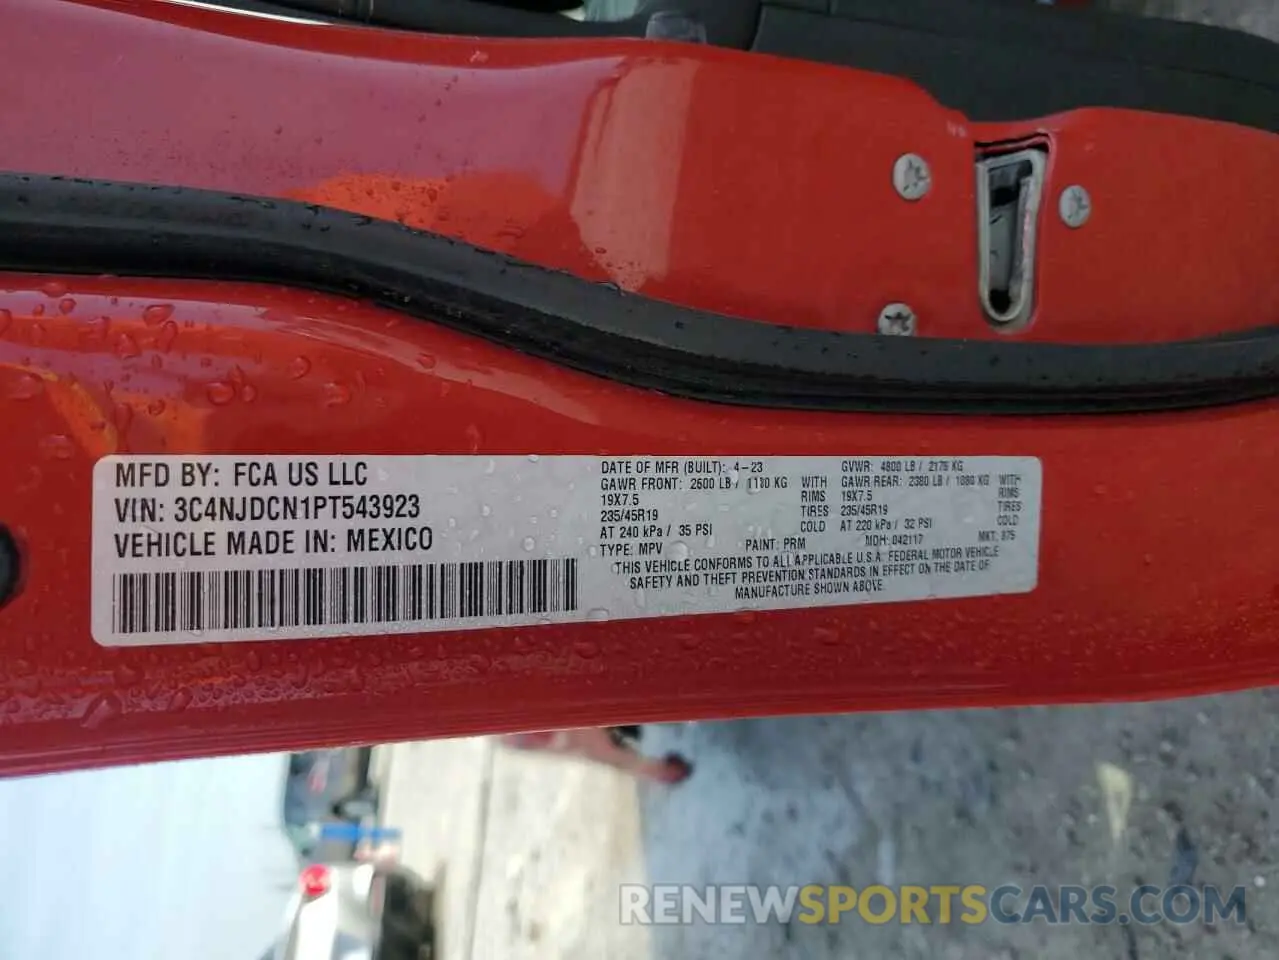 MFD BY: FCA US LLC
VIN: 3C4NJDCN1PT543923
VEHICLE MADE IN: MEXICO
DATE OF MFR (BUILT): 4-23
GAWR FRONT: 2600 LB / 1180 KG WITH
19X7.5 RIMS
235/45R19 TIRES
AT 240 kPa / 35 PSI COLD
TYPE: MPV PAINT: PRM
GVWR: 4800 LB / 2175 KG
GAWR REAR: 2380 LB / 1080 KG WITH
19X7.5 RIMS
235/45R19 TIRES
AT 220 kPa / 32 PSI COLD
MDH: 042117 MKT: 875
THIS VEHICLE CONFORMS TO ALL APPLICABLE U.S.A. FEDERAL MOTOR VEHICLE
SAFETY AND THEFT PREVENTION STANDARDS IN EFFECT ON THE DATE OF
MANUFACTURE SHOWN ABOVE.
RENEWSPORTSCARS.COM